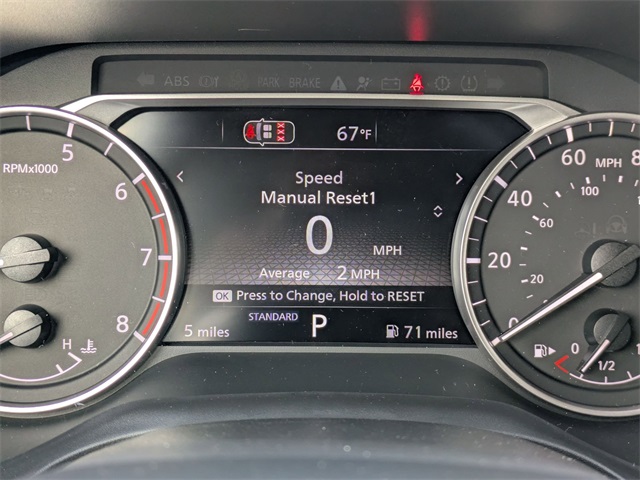 ABS PARK BRAKE
67°F
Speed
Manual Reset1
0 MPH
Average 2 MPH
OK Press to Change, Hold to RESET
STANDARD
5 miles P 71 miles
RPMx1000
5
6
7
8
H
60 MPH 8
40 100
60
20
20
0
0
1/2